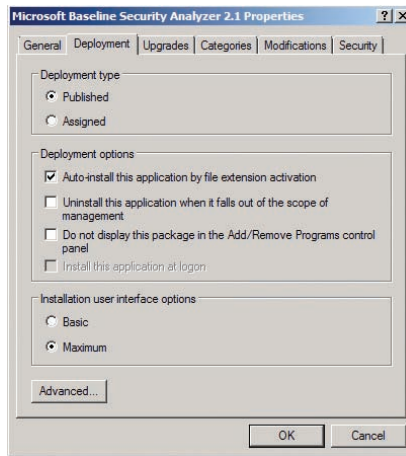 Microsoft Baseline Security Analyzer 2.1 Properties
General Deployment Upgrades Categories Modifications Security
Deployment type
Published
Assigned
Deployment options
Auto-install this application by file extension activation
Uninstall this application when it falls out of the scope of
management
Do not display this package in the Add/Remove Programs control
panel
Install this application at logon
Installation user interface options
Basic
Maximum
Advanced...
OK Cancel